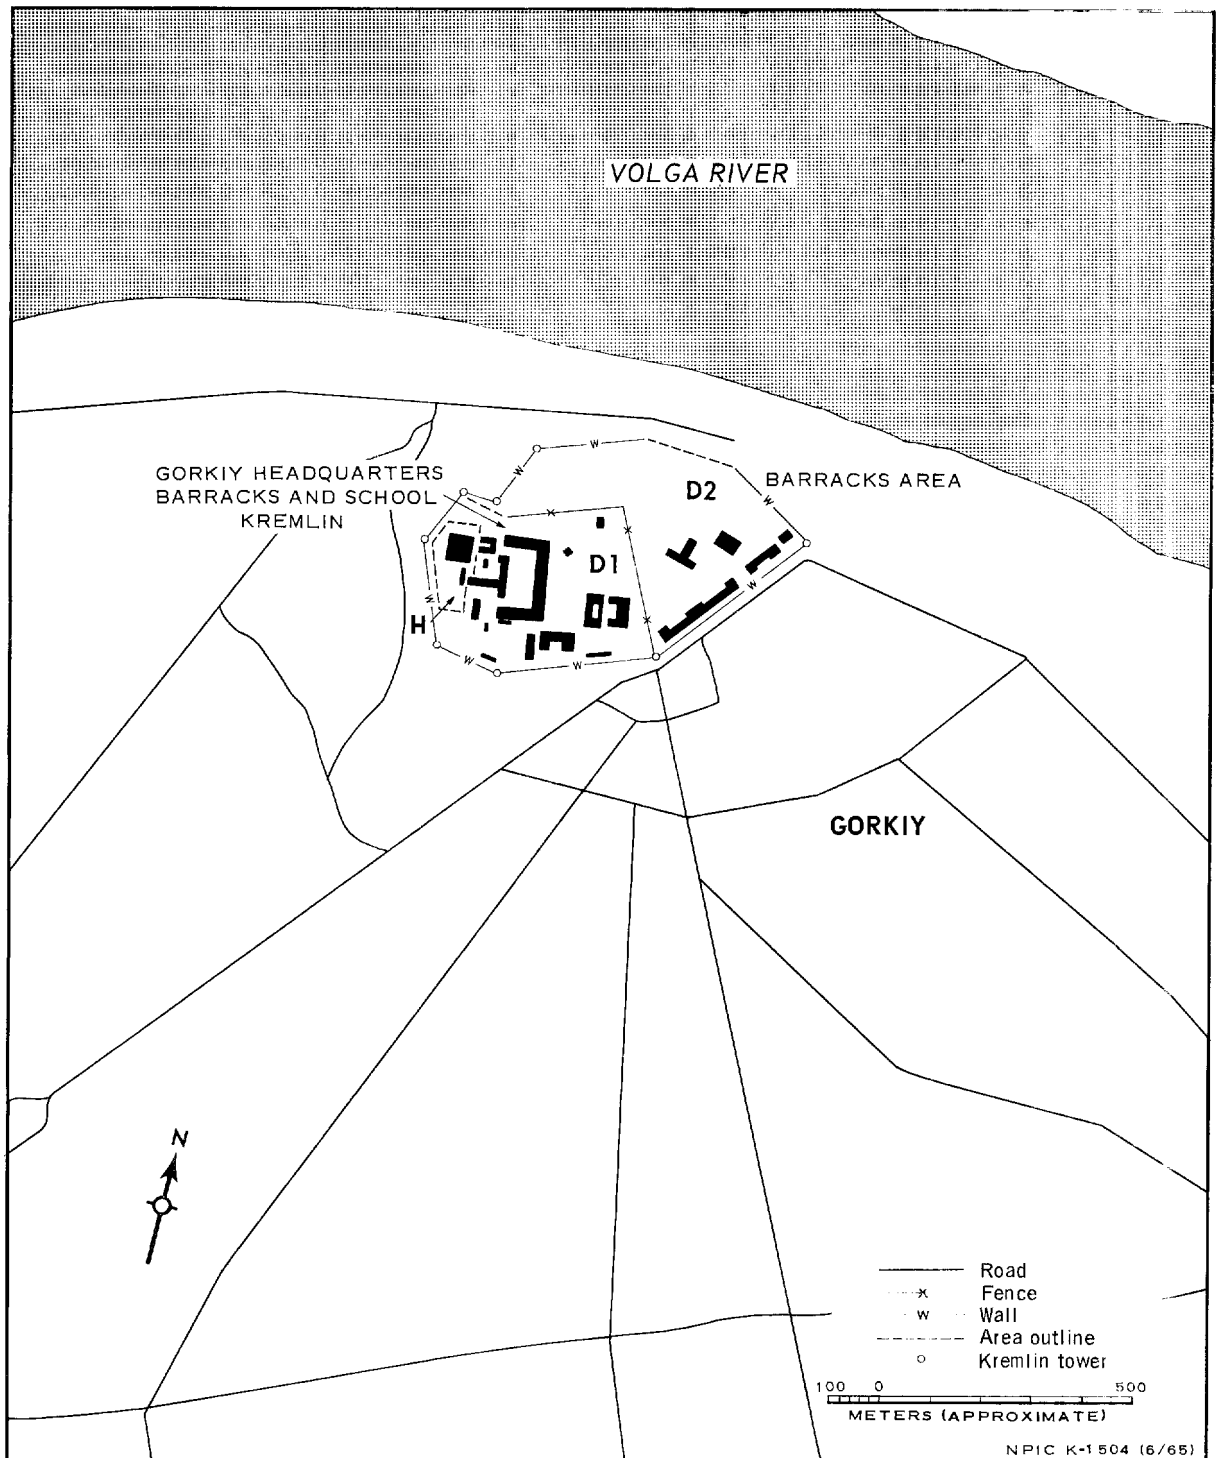 VOLGA RIVER
GORKIY HEADQUARTERS
BARRACKS AND SCHOOL
KREMLIN
BARRACKS AREA
D2
D1
H
W
W
W
W
W
W
W
x
x
x
GORKIY
N
Road
x Fence
W Wall
Area outline
Kremlin tower
100 0 500
METERS (APPROXIMATE)
NPIC K-1504 (6/65)